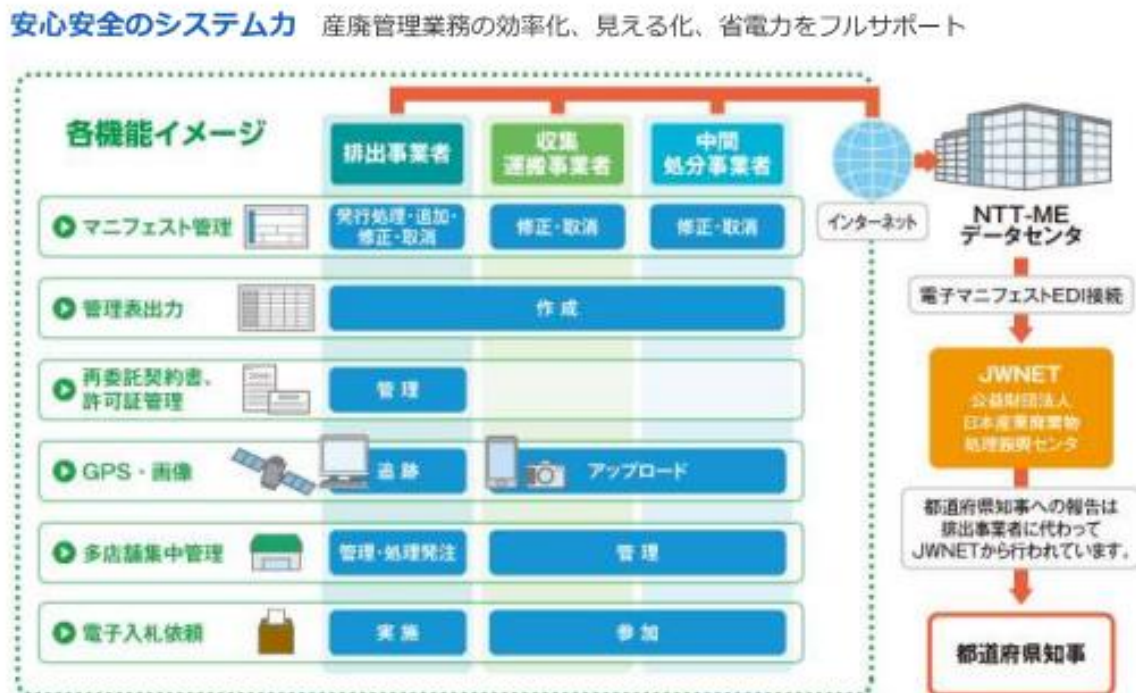 安心安全のシステム力 産廃管理業務の効率化、見える化、省電力をフルサポート
各機能イメージ
排出事業者
収集
運搬事業者
中間
処分事業者
インターネット
NTT-ME
データセンタ
マニフェスト管理
発行処理・追加・
修正・取消
修正・取消
修正・取消
電子マニフェストEDI接続
管理表出力
作成
JWNET
公益財団法人
日本産業廃棄物
処理振興センタ
再委託契約書、
許可証管理
管理
GPS・画像
追跡
アップロード
都道府県知事への報告は
排出事業者に代わって
JWNETから行われています。
多店舗集中管理
管理・処理発注
管理
電子入札依頼
実施
参加
都道府県知事